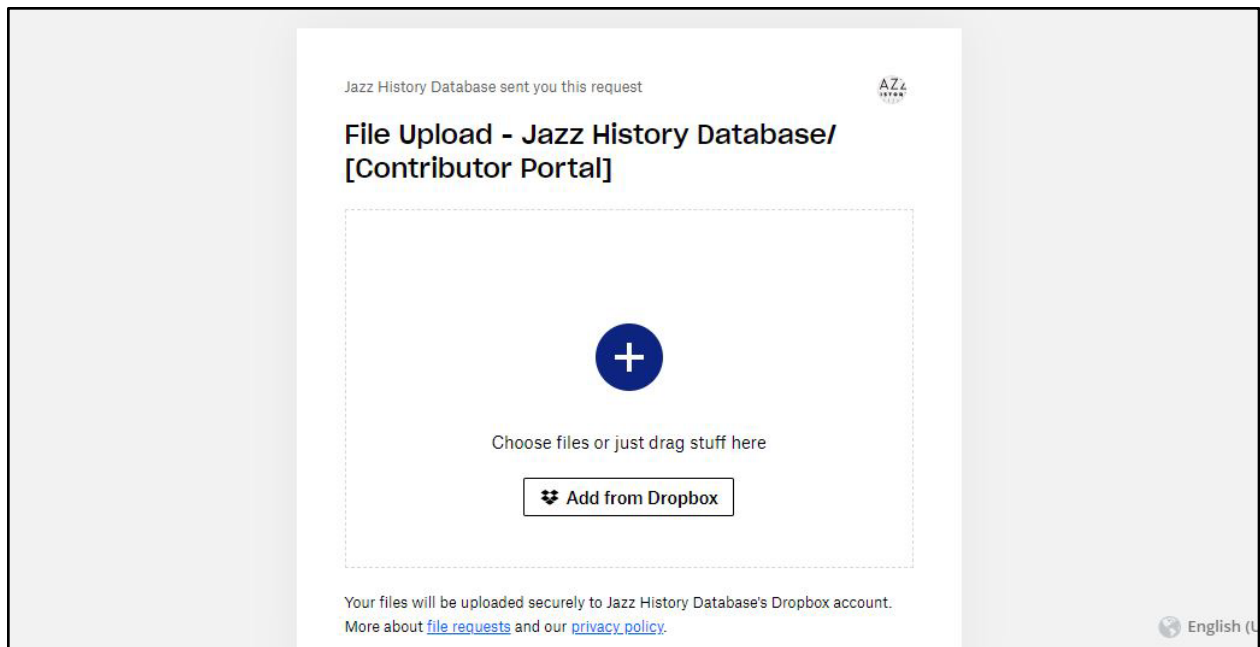 Jazz History Database sent you this request
AZz
File Upload - Jazz History Database/
[Contributor Portal]
Choose files or just drag stuff here
Add from Dropbox
Your files will be uploaded securely to Jazz History Database's Dropbox account.
More about file requests and our privacy policy.
English (U